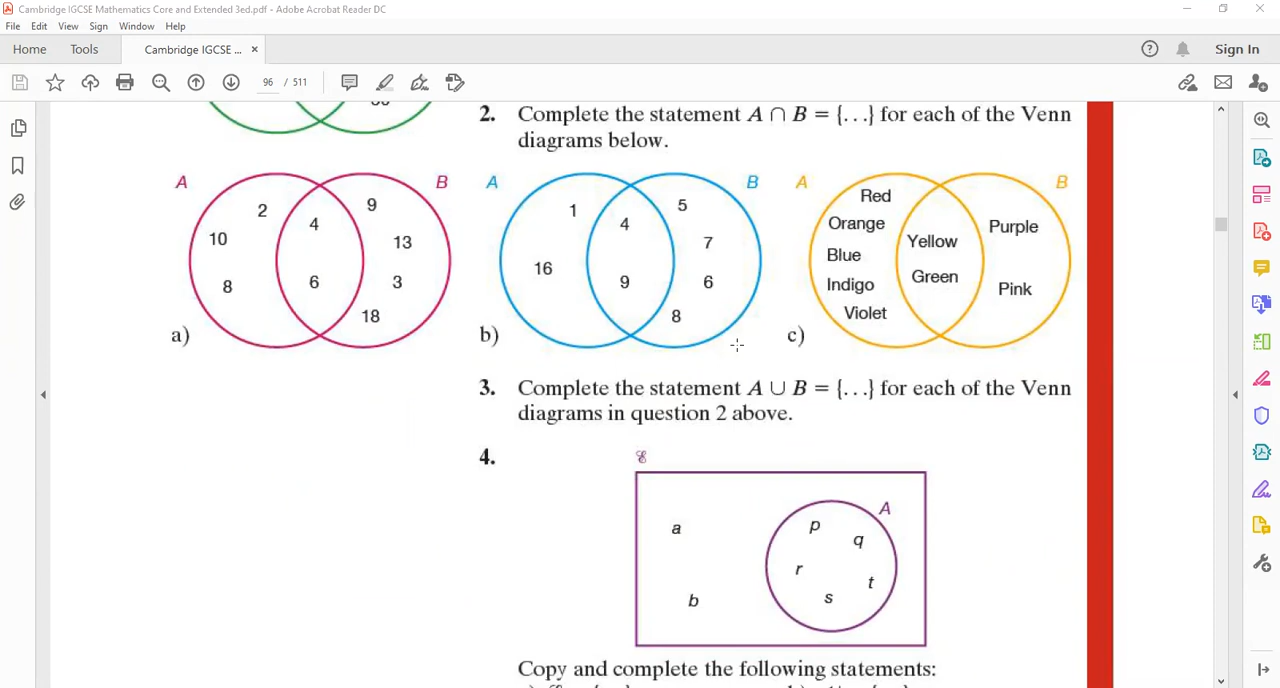 Cambridge IGCSE Mathematics Core and Extended 3ed.pdf - Adobe Acrobat Reader DC
File Edit View Sign Window Help
Home Tools Cambridge IGCSE ... × Sign In
96 / 511
2. Complete the statement A ∩ B = {...} for each of the Venn
diagrams below.
A B A B A B
2 4 9
10 13
8 6 3
18
a)
1 4 5
16 7
9 6
8
b)
Red
Orange Yellow Purple
Blue
Indigo Green Pink
Violet
c)
3. Complete the statement A ∪ B = {...} for each of the Venn
diagrams in question 2 above.
4.
ℰ
A
a p q
r t
b s
Copy and complete the following statements: